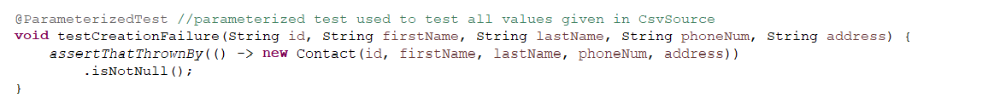 @ParameterizedTest //parameterized test used to test all values given in CsvSource
void testCreationFailure(String id, String firstName, String lastName, String phoneNum, String address) {
    assertThatThrownBy(() -> new Contact(id, firstName, lastName, phoneNum, address))
        .isNotNull();
}